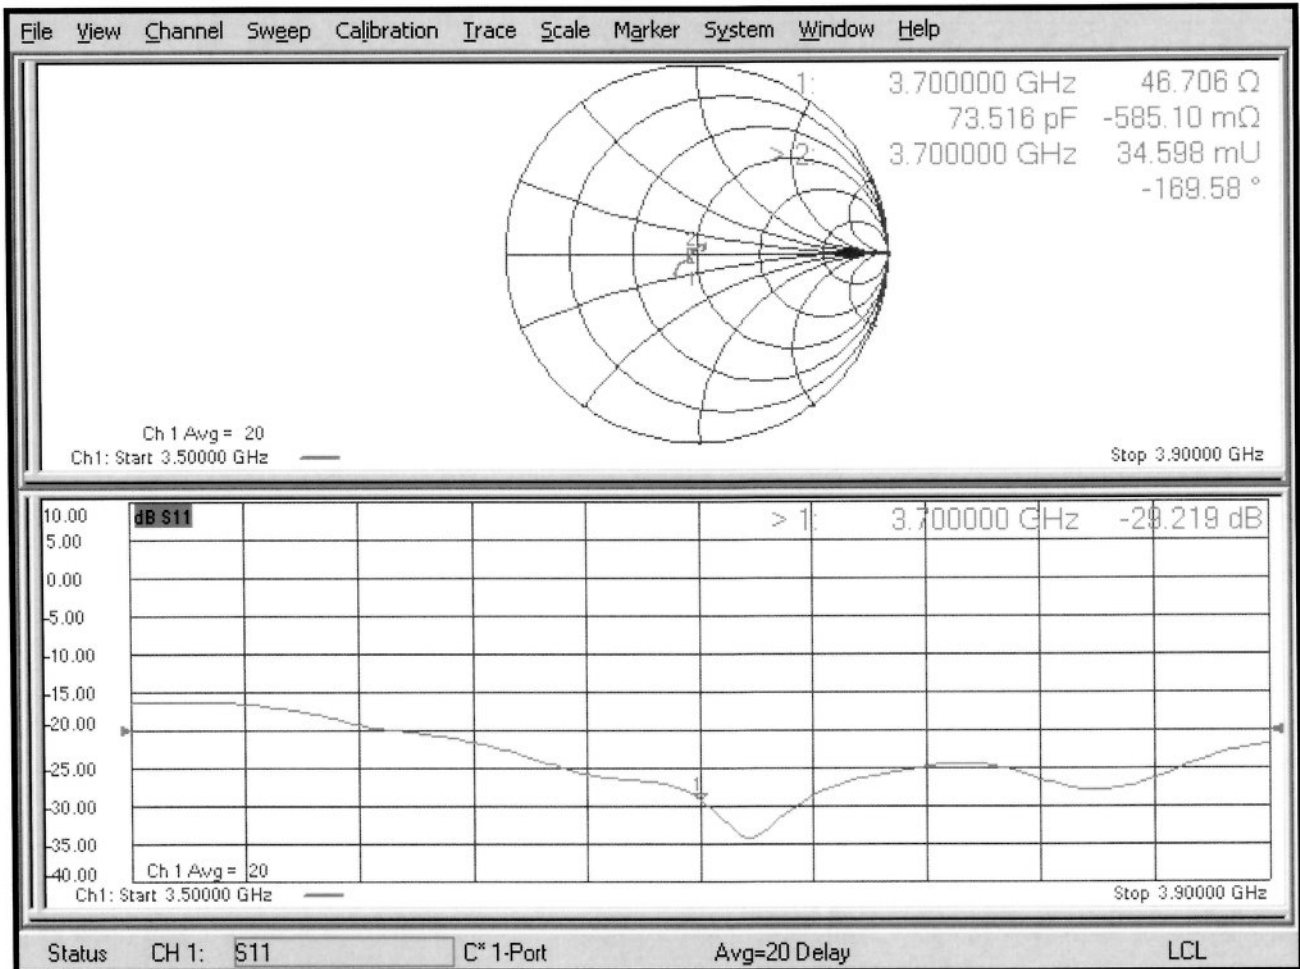 File View Channel Sweep Calibration Trace Scale Marker System Window Help
1: 3.700000 GHz 46.706 Ω
73.516 pF -585.10 mΩ
> 2: 3.700000 GHz 34.598 mU
-169.58 °
2
1
Ch 1 Avg = 20
Ch1: Start 3.50000 GHz Stop 3.90000 GHz
10.00 dB S11 > 1: 3.700000 GHz -29.219 dB
5.00
0.00
-5.00
-10.00
-15.00
-20.00
-25.00
1
-30.00
-35.00
-40.00 Ch 1 Avg = 20
Ch1: Start 3.50000 GHz Stop 3.90000 GHz
Status CH 1: S11 C* 1-Port Avg=20 Delay LCL